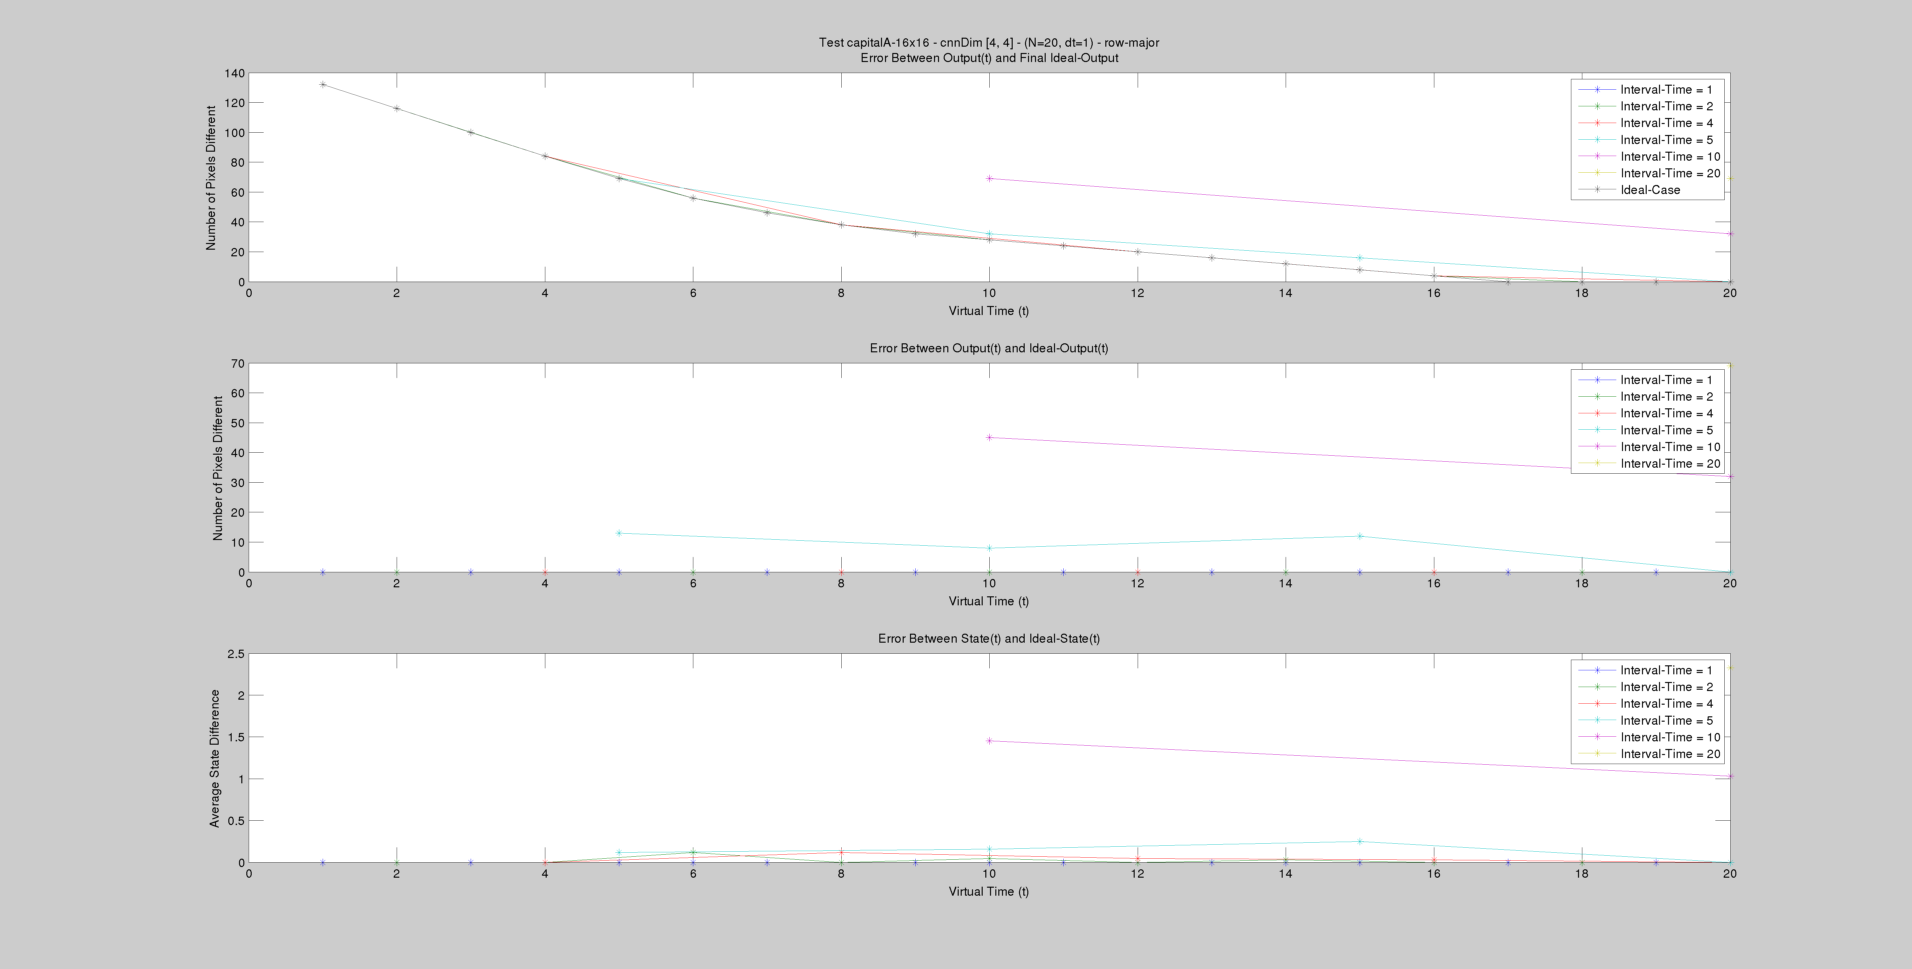 Test capitalA-16x16 - cnnDim [4, 4] - (N=20, dt=1) - row-major
Error Between Output(t) and Final Ideal-Output
Number of Pixels Different
140
120
100
80
60
40
20
0
0 2 4 6 8 10 12 14 16 18 20
Virtual Time (t)
Interval-Time = 1
Interval-Time = 2
Interval-Time = 4
Interval-Time = 5
Interval-Time = 10
Interval-Time = 20
Ideal-Case
Error Between Output(t) and Ideal-Output(t)
Number of Pixels Different
70
60
50
40
30
20
10
0
0 2 4 6 8 10 12 14 16 18 20
Virtual Time (t)
Interval-Time = 1
Interval-Time = 2
Interval-Time = 4
Interval-Time = 5
Interval-Time = 10
Interval-Time = 20
Error Between State(t) and Ideal-State(t)
Average State Difference
2.5
2
1.5
1
0.5
0
0 2 4 6 8 10 12 14 16 18 20
Virtual Time (t)
Interval-Time = 1
Interval-Time = 2
Interval-Time = 4
Interval-Time = 5
Interval-Time = 10
Interval-Time = 20